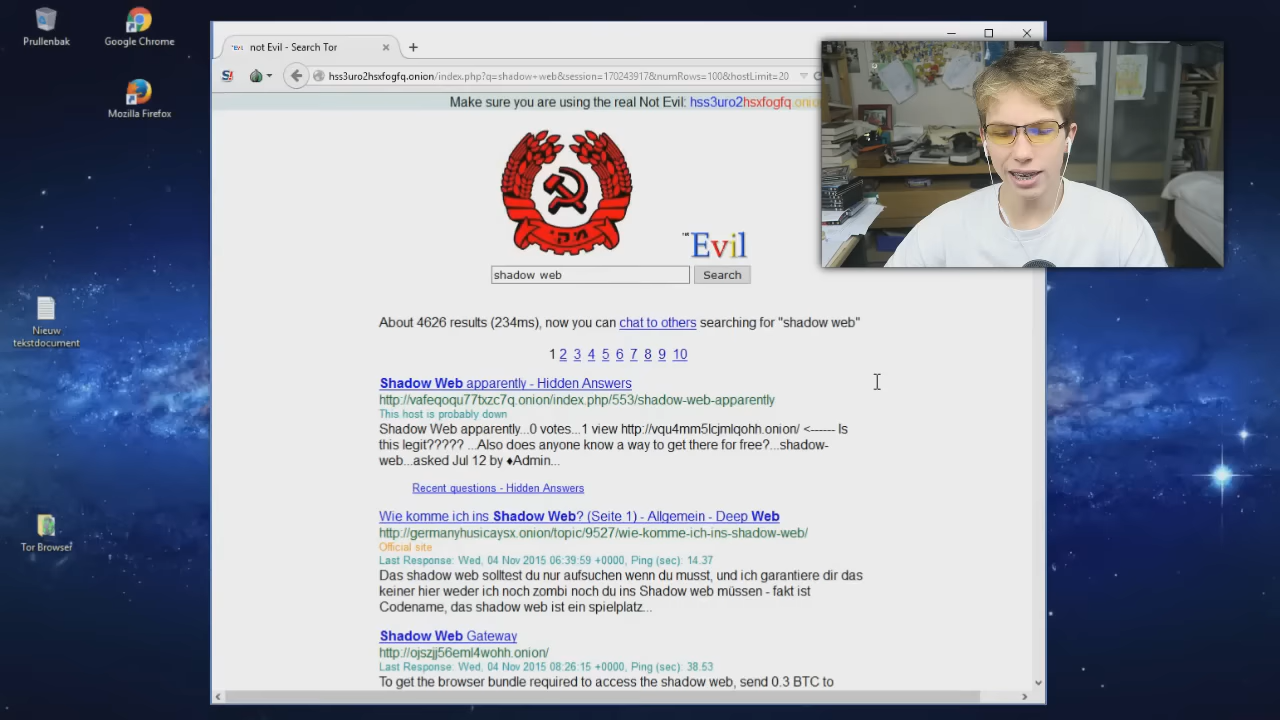 Prullenbak
Google Chrome
Mozilla Firefox
Nieuw
tekstdocument
Tor Browser
not Evil - Search Tor
hss3uro2hsxfogfq.onion/index.php?q=shadow+web&session=170243917&numRows=100&hostLimit=20
Make sure you are using the real Not Evil: hss3uro2hsxfogfq.onio
מק"י
not Evil
shadow web
Search
About 4626 results (234ms), now you can chat to others searching for "shadow web"
1 2 3 4 5 6 7 8 9 10
Shadow Web apparently - Hidden Answers
http://vafeqoqu77txzc7q.onion/index.php/553/shadow-web-apparently
This host is probably down
Shadow Web apparently...0 votes...1 view http://vqu4mm5lcjmlqohh.onion/ <------ Is
this legit????? ...Also does anyone know a way to get there for free?...shadow-
web...asked Jul 12 by ♦Admin...
Recent questions - Hidden Answers
Wie komme ich ins Shadow Web? (Seite 1) - Allgemein - Deep Web
http://germanyhusicaysx.onion/topic/9527/wie-komme-ich-ins-shadow-web/
Official site
Last Response: Wed, 04 Nov 2015 06:39:59 +0000, Ping (sec): 14.37
Das shadow web solltest du nur aufsuchen wenn du musst, und ich garantiere dir das
keiner hier weder ich noch zombi noch du ins Shadow web müssen - fakt ist
Codename, das shadow web ist ein spielplatz...
Shadow Web Gateway
http://ojszjj56eml4wohh.onion/
Last Response: Wed, 04 Nov 2015 08:26:15 +0000, Ping (sec): 38.53
To get the browser bundle required to access the shadow web, send 0.3 BTC to